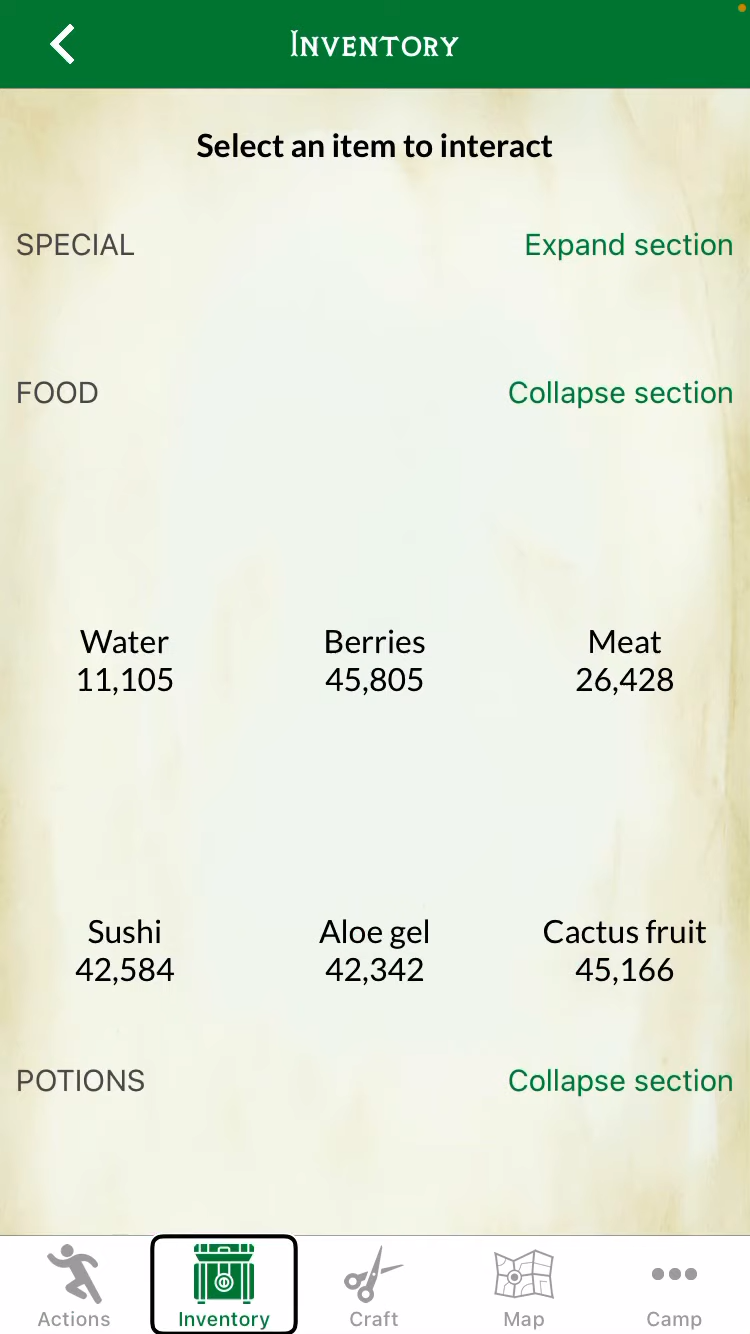 Inventory
Select an item to interact
SPECIAL Expand section
FOOD Collapse section
Water Berries Meat
11,105 45,805 26,428
Sushi Aloe gel Cactus fruit
42,584 42,342 45,166
POTIONS Collapse section
Actions Inventory Craft Map Camp